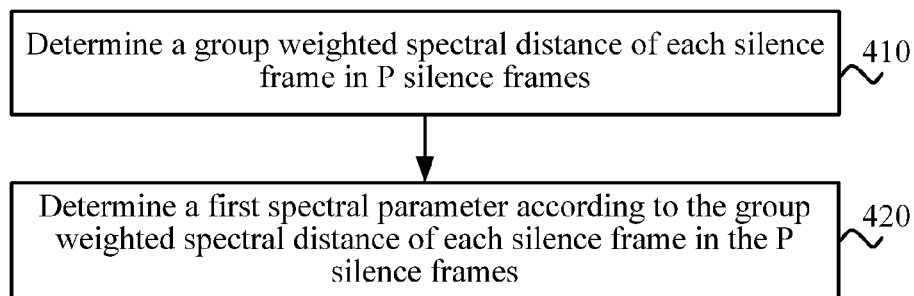 Determine a group weighted spectral distance of each silence
frame in P silence frames
410
Determine a first spectral parameter according to the group
weighted spectral distance of each silence frame in the P
silence frames
420